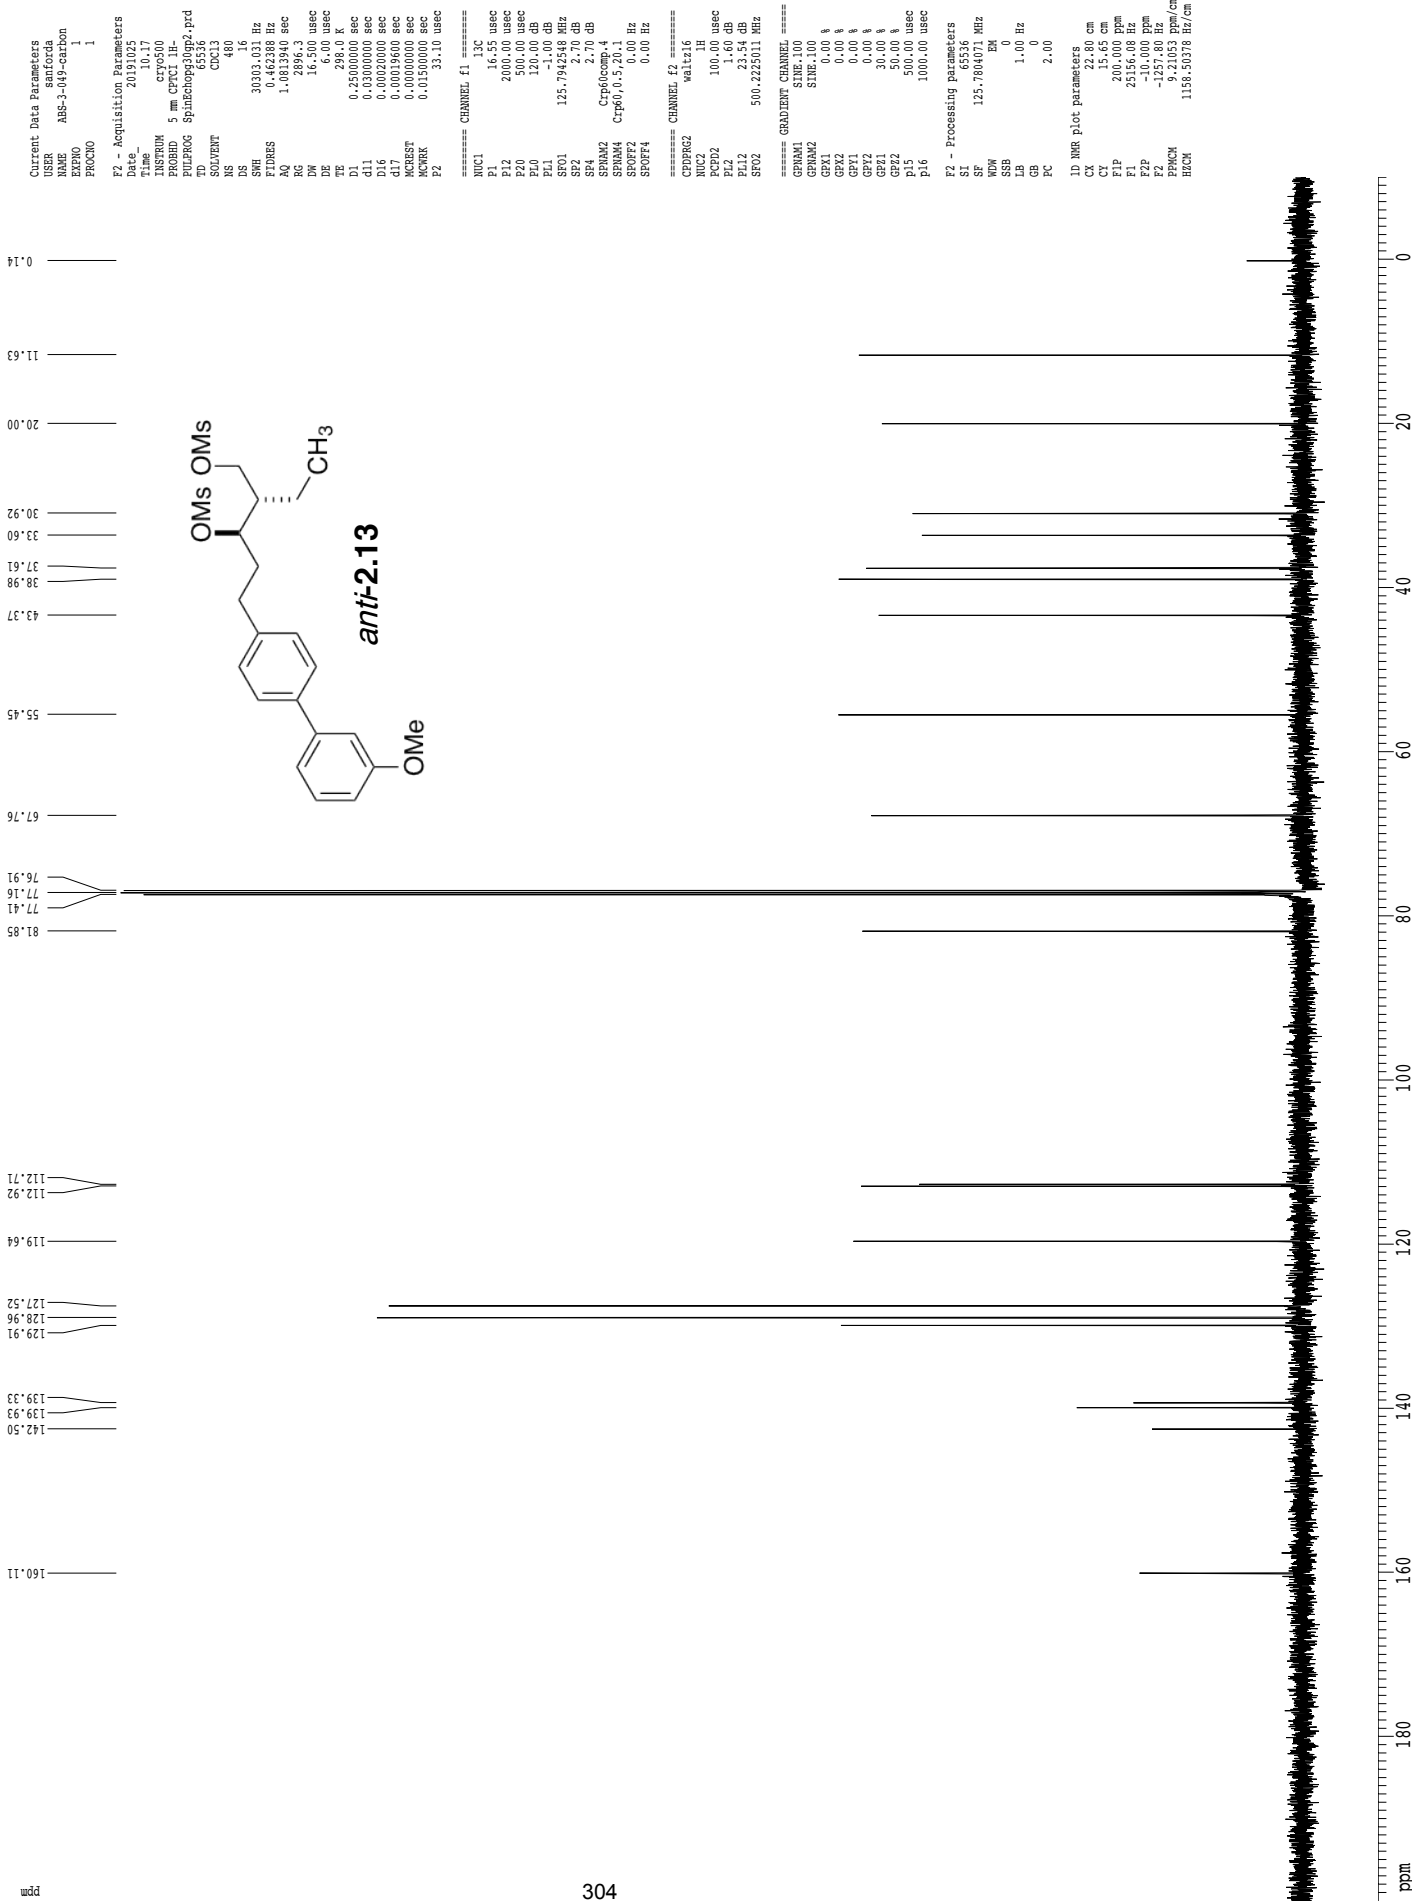 Current Data Parameters
USER sanforda
NAME ABS-3-049-carbon
EXPNO 1
PROCNO 1
F2 - Acquisition Parameters
Date_ 20191025
Time 10.17
INSTRUM cryo500
PROBHD 5 mm CPTCI 1H-
PULPROG SpinEchopg30gp2.prd
TD 65536
SOLVENT CDCl3
NS 480
DS 16
SWH 30303.031 Hz
FIDRES 0.462388 Hz
AQ 1.0813940 sec
RG 2896.3
DW 16.500 usec
DE 6.00 usec
TE 298.0 K
D1 0.25000000 sec
d11 0.03000000 sec
D16 0.00020000 sec
d17 0.00019600 sec
MCREST 0.00000000 sec
MCWRK 0.01500000 sec
P2 33.10 usec
======== CHANNEL f1 ========
NUC1 13C
P1 16.55 usec
P12 2000.00 usec
P20 500.00 usec
PL0 120.00 dB
PL1 -1.00 dB
SFO1 125.7942548 MHz
SP2 2.70 dB
SP4 2.70 dB
SPNAM2 Crp60comp.4
SPNAM4 Crp60,0.5,20.1
SPOFF2 0.00 Hz
SPOFF4 0.00 Hz
======== CHANNEL f2 ========
CPDPRG2 waltz16
NUC2 1H
PCPD2 100.00 usec
PL2 1.60 dB
PL12 23.54 dB
SFO2 500.2225011 MHz
====== GRADIENT CHANNEL =====
GPNAM1 SINE.100
GPNAM2 SINE.100
GPX1 0.00 %
GPX2 0.00 %
GPY1 0.00 %
GPY2 0.00 %
GPZ1 30.00 %
GPZ2 50.00 %
p15 500.00 usec
p16 1000.00 usec
F2 - Processing parameters
SI 65536
SF 125.7804071 MHz
WDW EM
SSB 0
LB 1.00 Hz
GB 0
PC 2.00
1D NMR plot parameters
CX 22.80 cm
CY 15.65 cm
F1P 200.000 ppm
F1 25156.08 Hz
F2P -10.000 ppm
F2 -1257.80 Hz
PPMCM 9.21053 ppm/cm
HZCM 1158.50378 Hz/cm
ppm
160.11
142.50
139.93
139.33
129.91
128.96
127.52
119.64
112.92
112.71
81.85
77.41
77.16
76.91
67.76
55.45
43.37
38.98
37.61
33.60
30.92
20.00
11.63
0.14
OMs OMs
CH3
OMe
anti-2.13
ppm 180 160 140 120 100 80 60 40 20 0
304